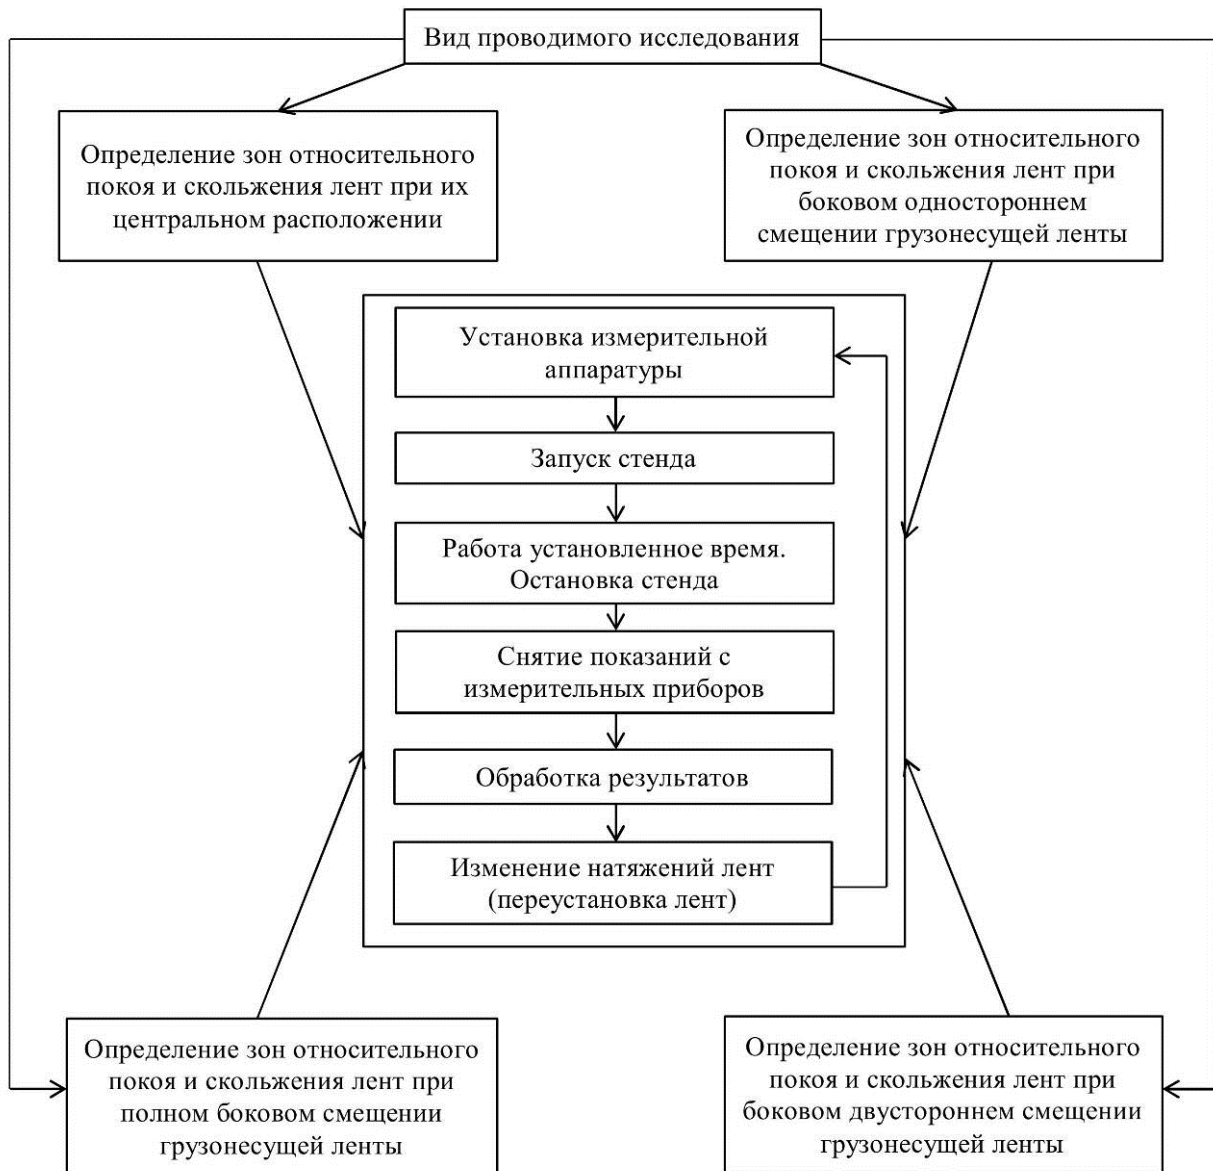 Вид проводимого исследования
Определение зон относительного
покоя и скольжения лент при их
центральном расположении
Определение зон относительного
покоя и скольжения лент при
боковом одностороннем
смещении грузонесущей ленты
Установка измерительной
аппаратуры
Запуск стенда
Работа установленное время.
Остановка стенда
Снятие показаний с
измерительных приборов
Обработка результатов
Изменение натяжений лент
(переустановка лент)
Определение зон относительного
покоя и скольжения лент при
полном боковом смещении
грузонесущей ленты
Определение зон относительного
покоя и скольжения лент при
боковом двустороннем смещении
грузонесущей ленты